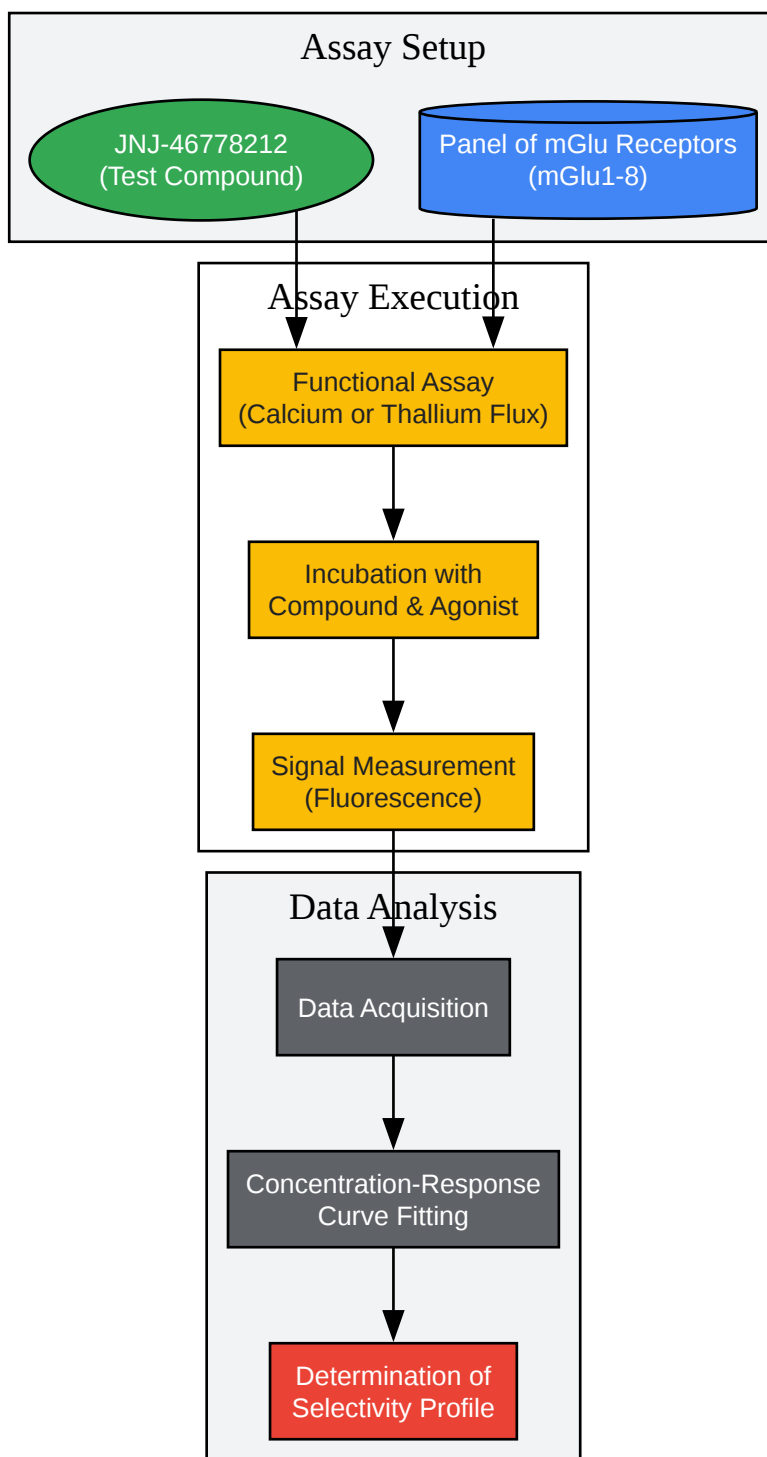 Assay Setup
JNJ-46778212
(Test Compound)
Panel of mGlu Receptors
(mGlu1-8)
Assay Execution
Functional Assay
(Calcium or Thallium Flux)
Incubation with
Compound & Agonist
Signal Measurement
(Fluorescence)
Data Analysis
Data Acquisition
Concentration-Response
Curve Fitting
Determination of
Selectivity Profile